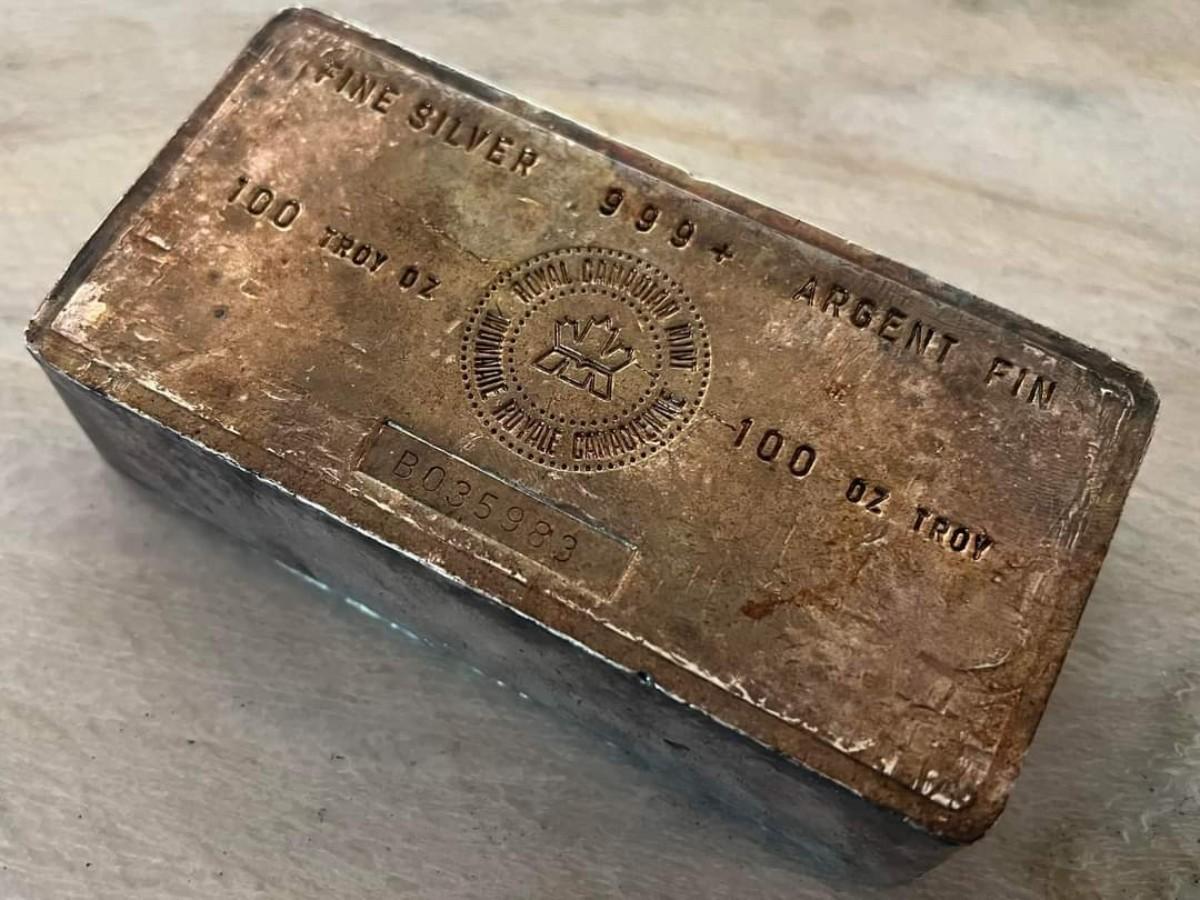 FINE SILVER 999+ ARGENT FIN
100 TROY OZ
ROYAL CANADIAN MINT
MONNAIE ROYALE CANADIENNE
100 OZ TROY
B035983